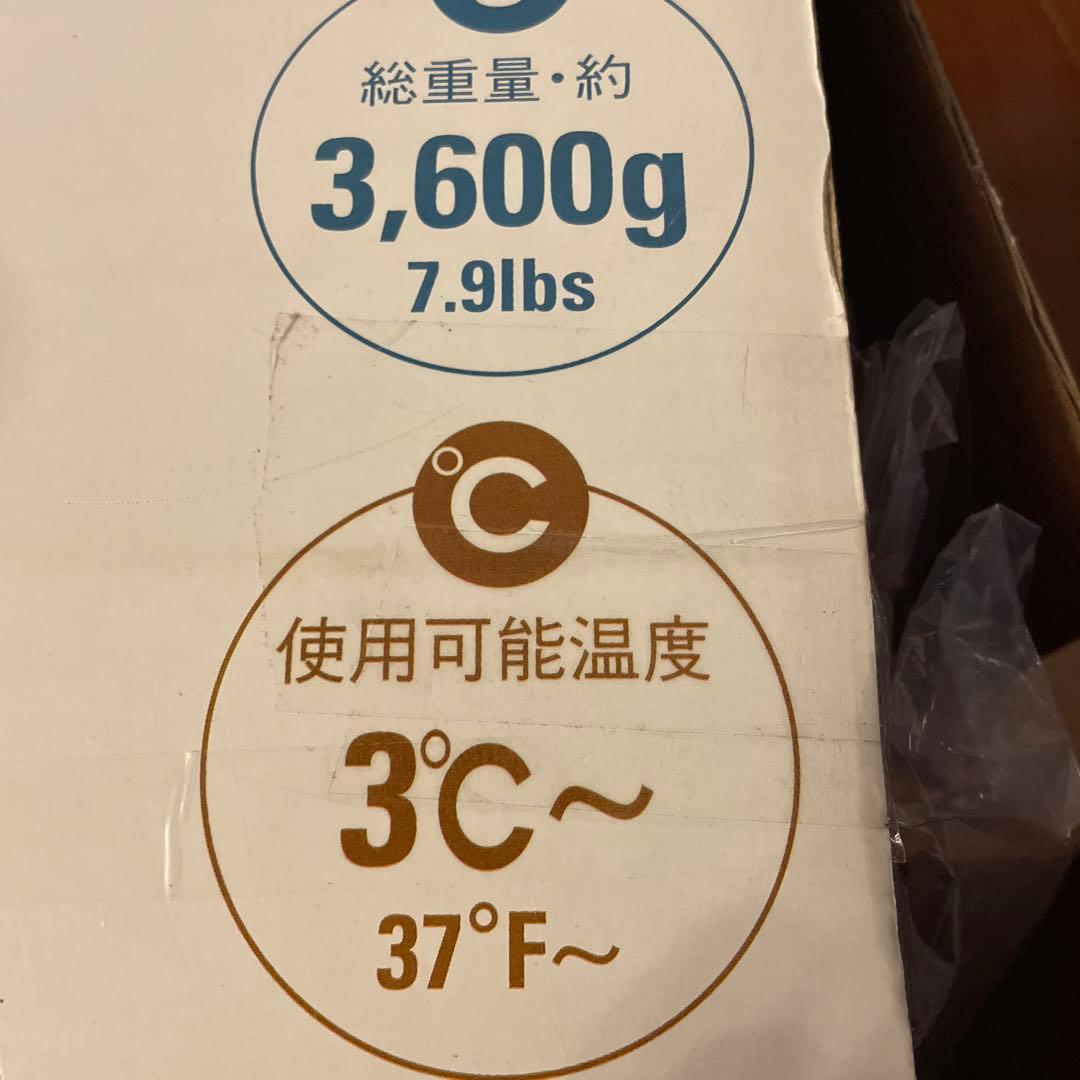 総重量・約
3,600g
7.9lbs
℃
使用可能温度
3℃~
37°F~